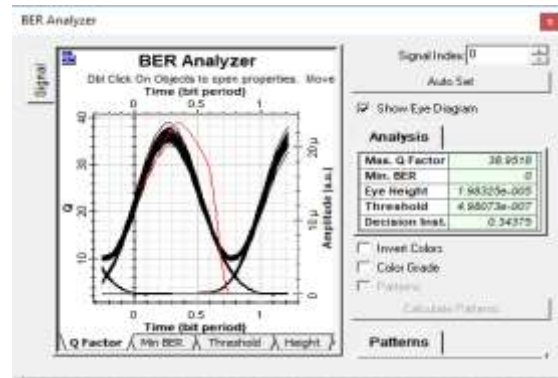 BER Analyzer
Signal
BER Analyzer
Dbl Click On Objects to open properties. Move
Time (bit period)
0 0.5 1
40
30
20
10
Q
20 µ
10 µ
0
Amplitude (a.u.)
0 0.5 1
Time (bit period)
Q Factor Min BER Threshold Height
Signal Index: 0
Auto Set
Show Eye Diagram
Analysis
Max. Q Factor 38.9518
Min. BER 0
Eye Height 1.98325e-005
Threshold 4.98073e-007
Decision Inst. 0.34375
Invert Colors
Color Grade
Patterns
Calculate Patterns
Patterns